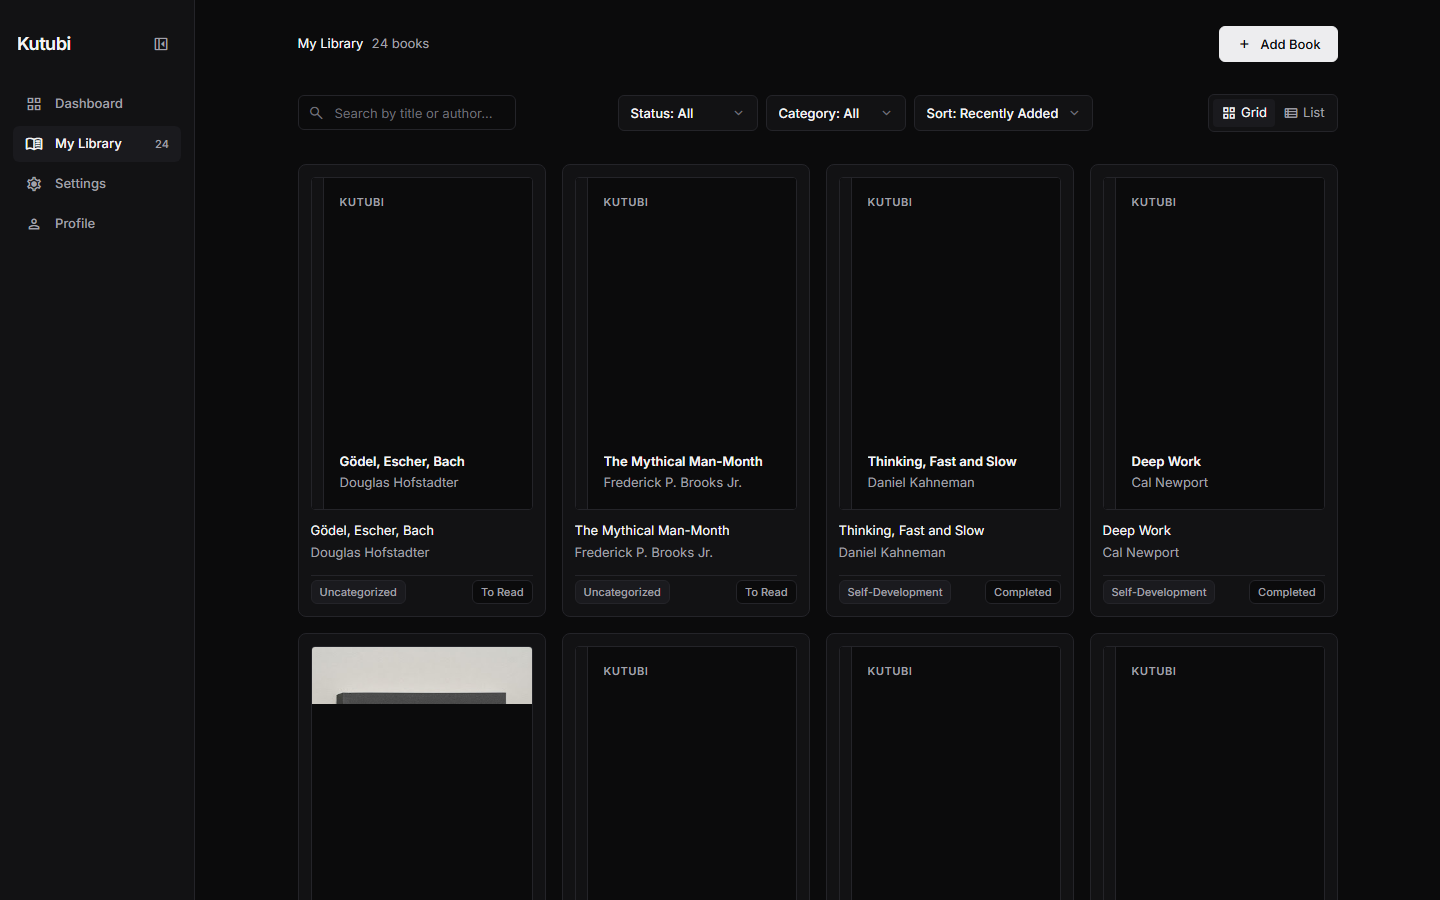 Kutubi
Dashboard
My Library 24
Settings
Profile
My Library 24 books
+ Add Book
Search by title or author...
Status: All
Category: All
Sort: Recently Added
Grid
List
KUTUBI
Gödel, Escher, Bach
Douglas Hofstadter
Gödel, Escher, Bach
Douglas Hofstadter
Uncategorized To Read
KUTUBI
The Mythical Man-Month
Frederick P. Brooks Jr.
The Mythical Man-Month
Frederick P. Brooks Jr.
Uncategorized To Read
KUTUBI
Thinking, Fast and Slow
Daniel Kahneman
Thinking, Fast and Slow
Daniel Kahneman
Self-Development Completed
KUTUBI
Deep Work
Cal Newport
Deep Work
Cal Newport
Self-Development Completed
KUTUBI
KUTUBI
KUTUBI